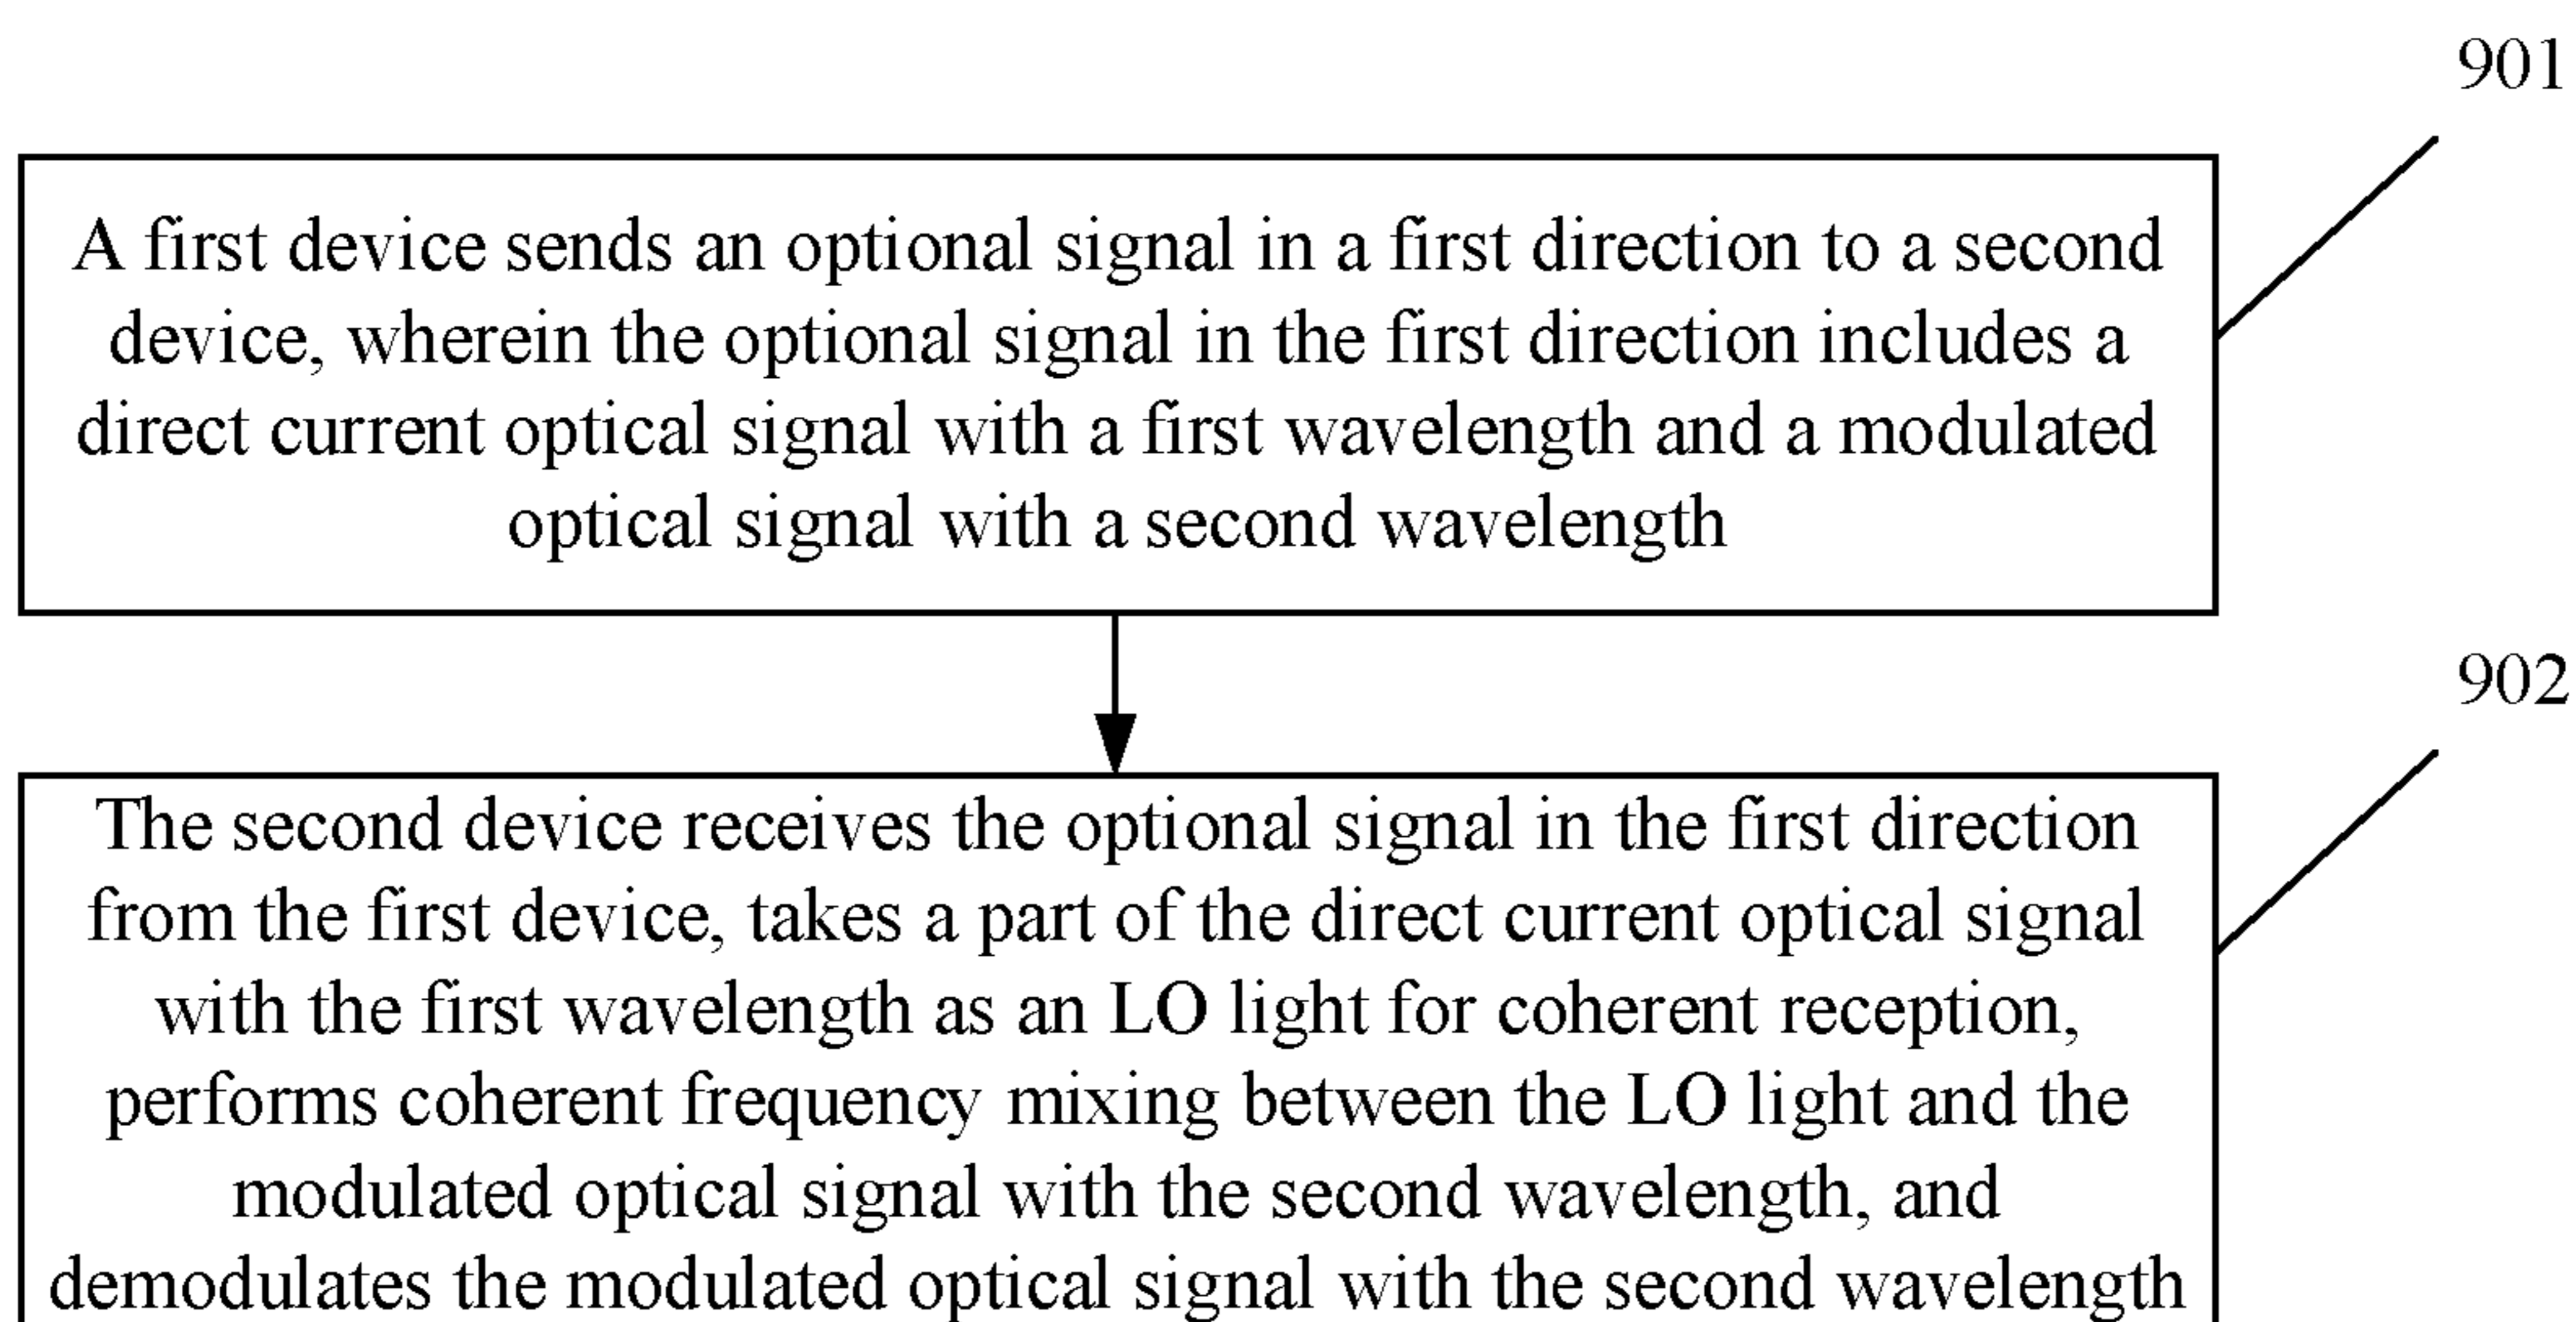 901
A first device sends an optional signal in a first direction to a second
device, wherein the optional signal in the first direction includes a
direct current optical signal with a first wavelength and a modulated
optical signal with a second wavelength
902
The second device receives the optional signal in the first direction
from the first device, takes a part of the direct current optical signal
with the first wavelength as an LO light for coherent reception,
performs coherent frequency mixing between the LO light and the
modulated optical signal with the second wavelength, and
demodulates the modulated optical signal with the second wavelength